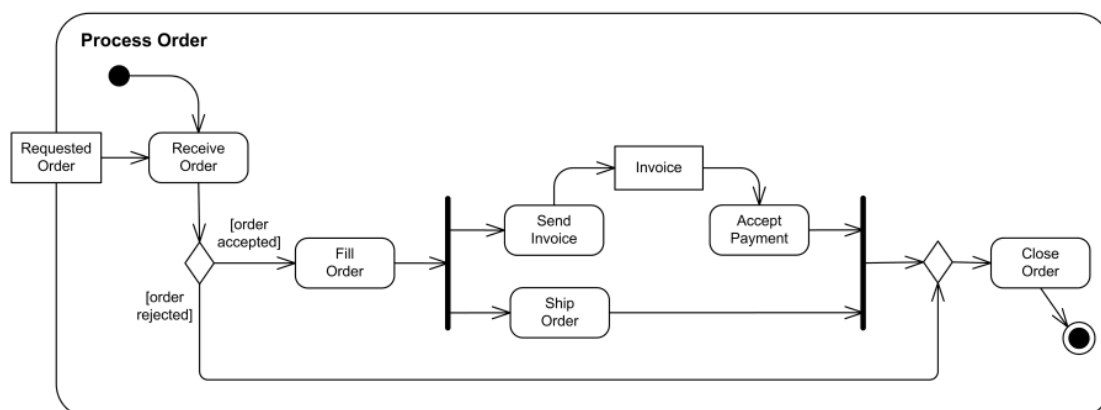 Process Order
Requested
Order
Receive
Order
[order
accepted]
[order
rejected]
Fill
Order
Send
Invoice
Invoice
Accept
Payment
Ship
Order
Close
Order